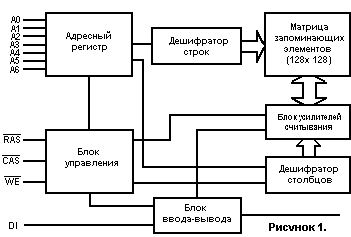 A0
A1
A2
A3
A4
A5
A6
Адресный
регистр
Дешифратор
строк
Матрица
запоминающих
элементов
(128x 128)
Блок усилителей
считывания
RAS
CAS
WE
Блок
управления
Дешифратор
столбцов
DI
Блок
ввода-вывода
Рисунок 1.